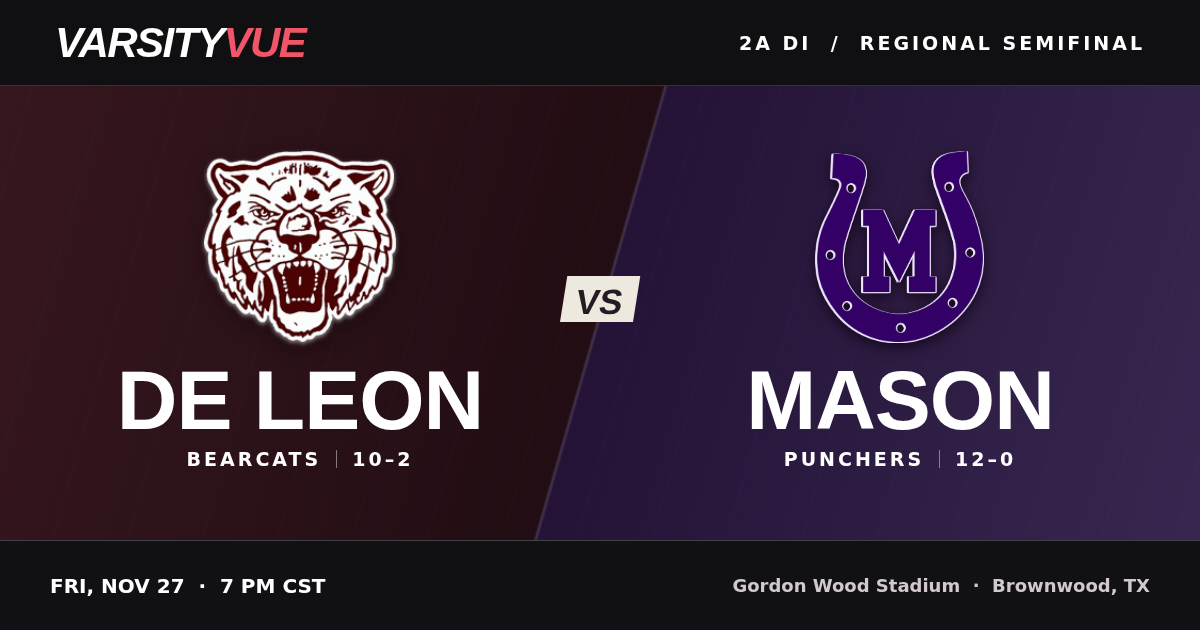 VARSITYVUE
2A DI / REGIONAL SEMIFINAL
M
VS
DE LEON
MASON
BEARCATS | 10–2
PUNCHERS | 12–0
FRI, NOV 27 · 7 PM CST
Gordon Wood Stadium · Brownwood, TX